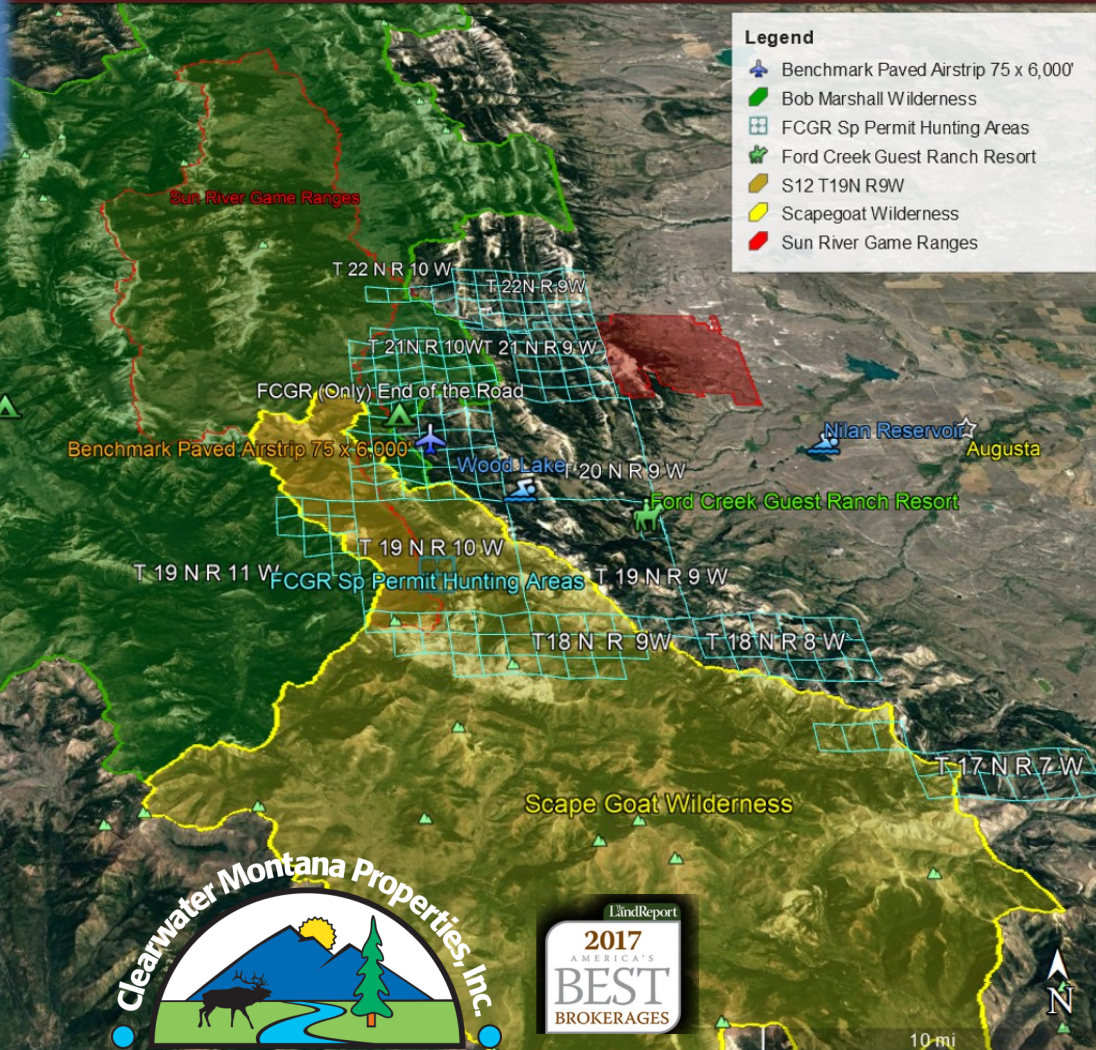 Legend
Benchmark Paved Airstrip 75 x 6,000'
Bob Marshall Wilderness
FCGR Sp Permit Hunting Areas
Ford Creek Guest Ranch Resort
S12 T19N R9W
Scapegoat Wilderness
Sun River Game Ranges
Sun River Game Ranges
T 22 N R 10 W
T 22N R 9W
T 21N R 10W
T 21 N R 9 W
FCGR (Only) End of the Road
Benchmark Paved Airstrip 75 x 6,000'
Nilan Reservoir
Augusta
Wood Lake
T 20 N R 9 W
Ford Creek Guest Ranch Resort
T 19 N R 10 W
T 19 N R 11 W
FCGR Sp Permit Hunting Areas
T 19 N R 9 W
T18 N R 9W
T 18 N R 8 W
T 17 N R 7 W
Scape Goat Wilderness
Clearwater Montana Properties, Inc.
The LandReport
2017
AMERICA'S
BEST
BROKERAGES
N
10 mi